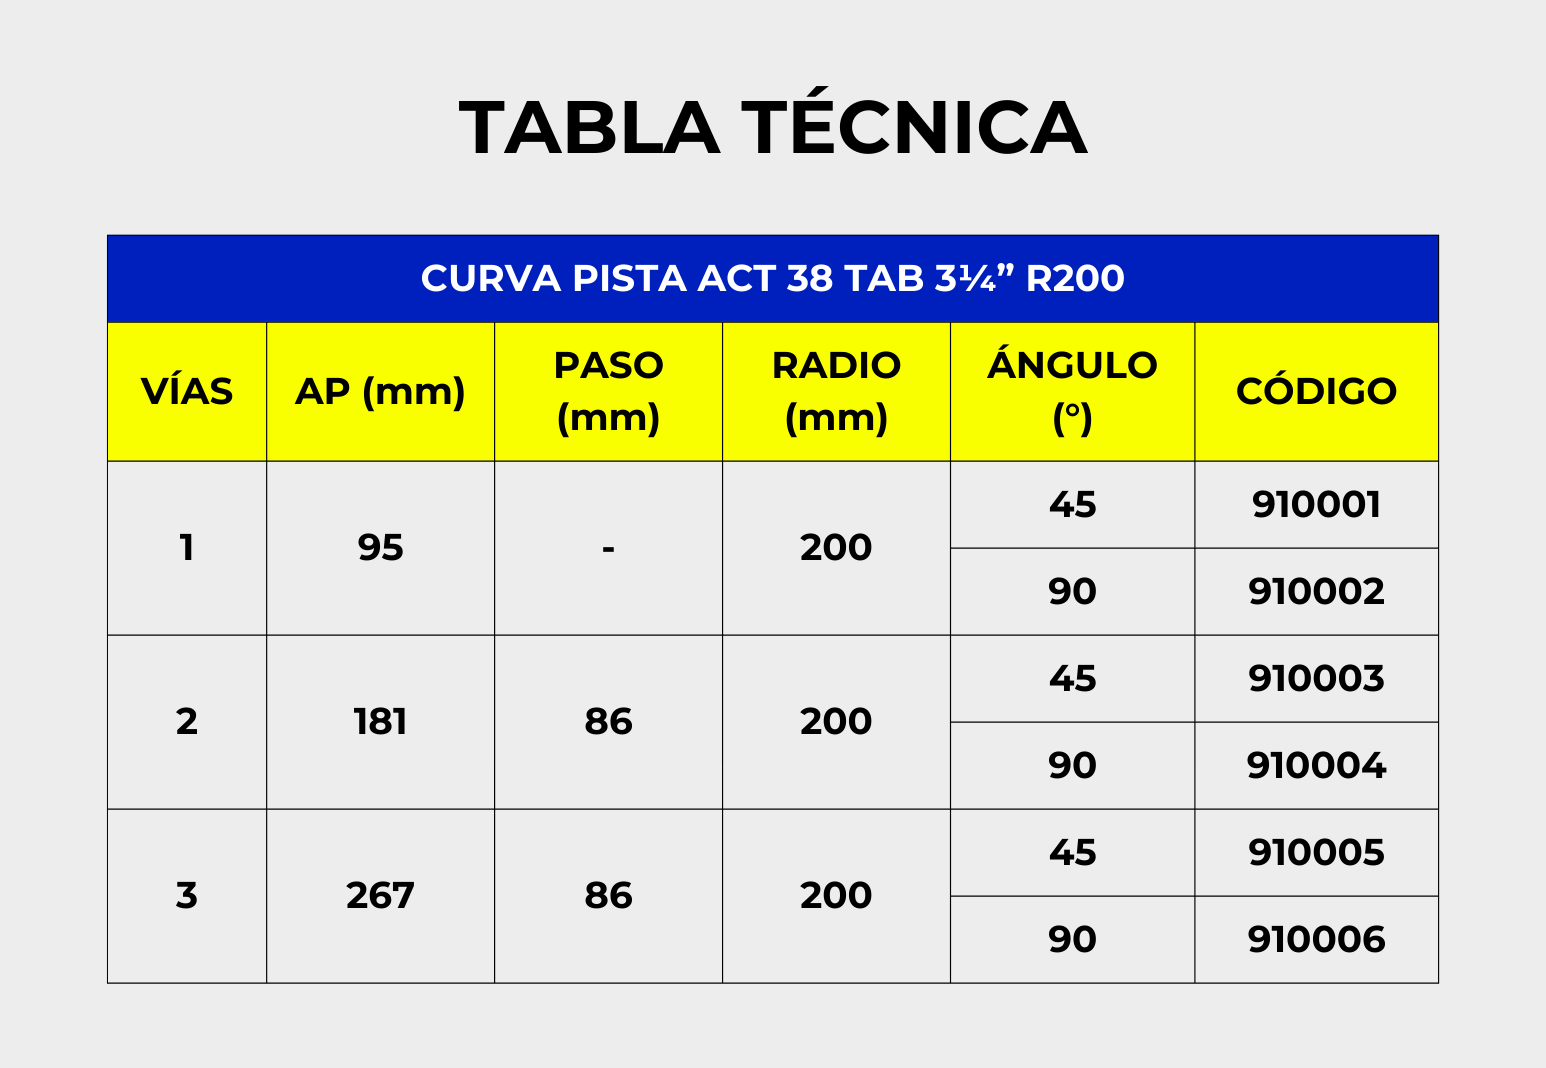 TABLA TÉCNICA
CURVA PISTA ACT 38 TAB 3¼” R200
VÍAS AP (mm) PASO (mm) RADIO (mm) ÁNGULO (°) CÓDIGO
1 95 - 200 45 910001
90 910002
2 181 86 200 45 910003
90 910004
3 267 86 200 45 910005
90 910006